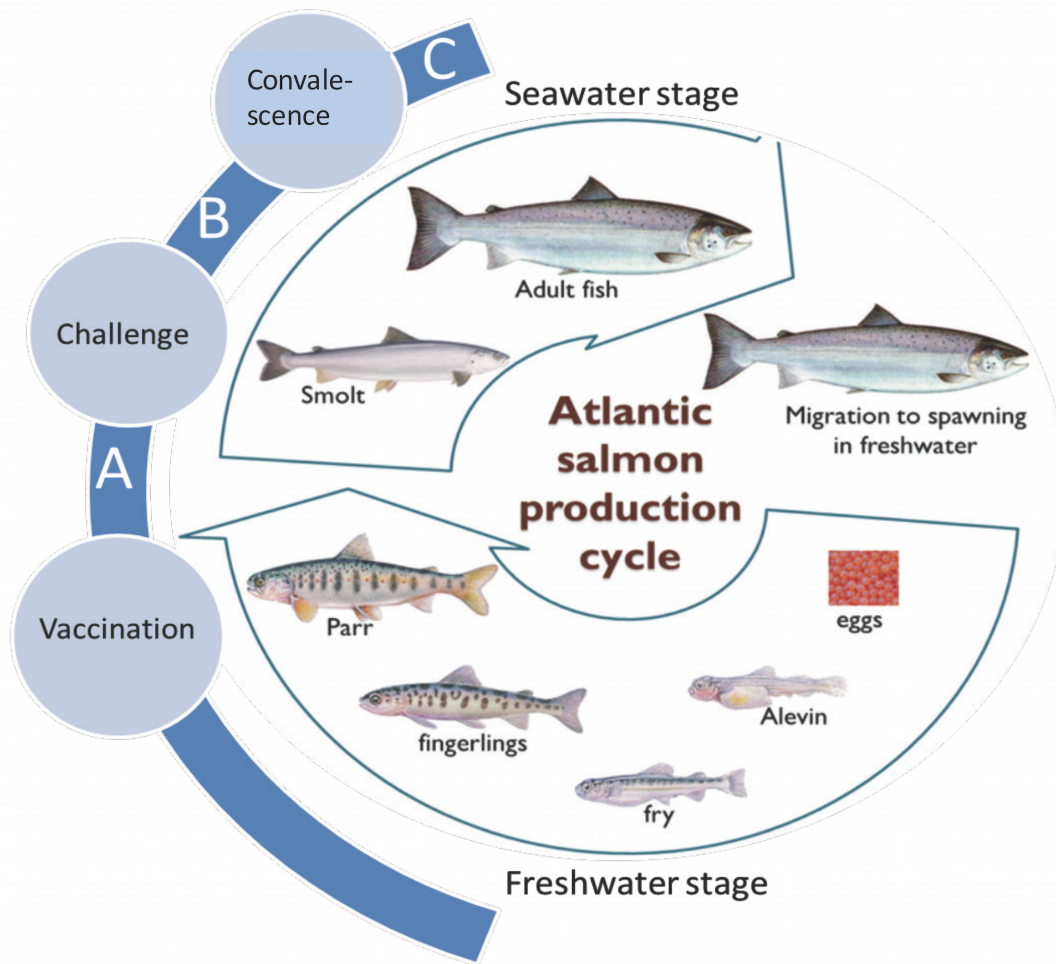 C
Convale-
scence
Seawater stage
B
Adult fish
Challenge
Smolt
Atlantic
salmon
production
cycle
Migration to spawning
in freshwater
A
Vaccination
Parr
eggs
fingerlings
Alevin
fry
Freshwater stage